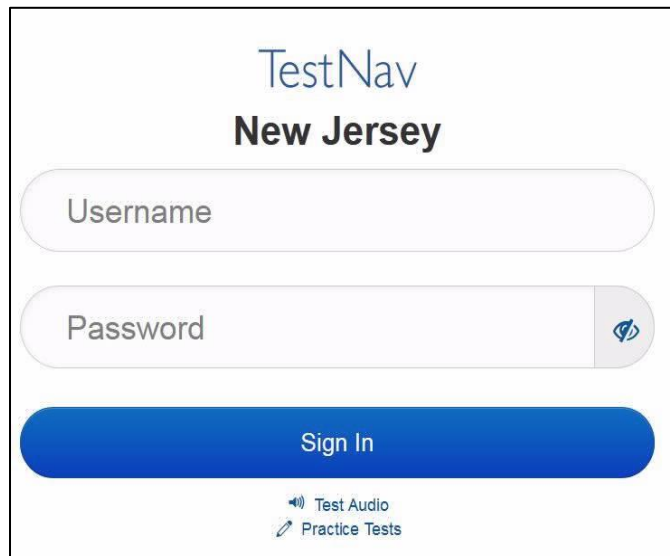 TestNav
New Jersey
Username
Password
Sign In
Test Audio
Practice Tests